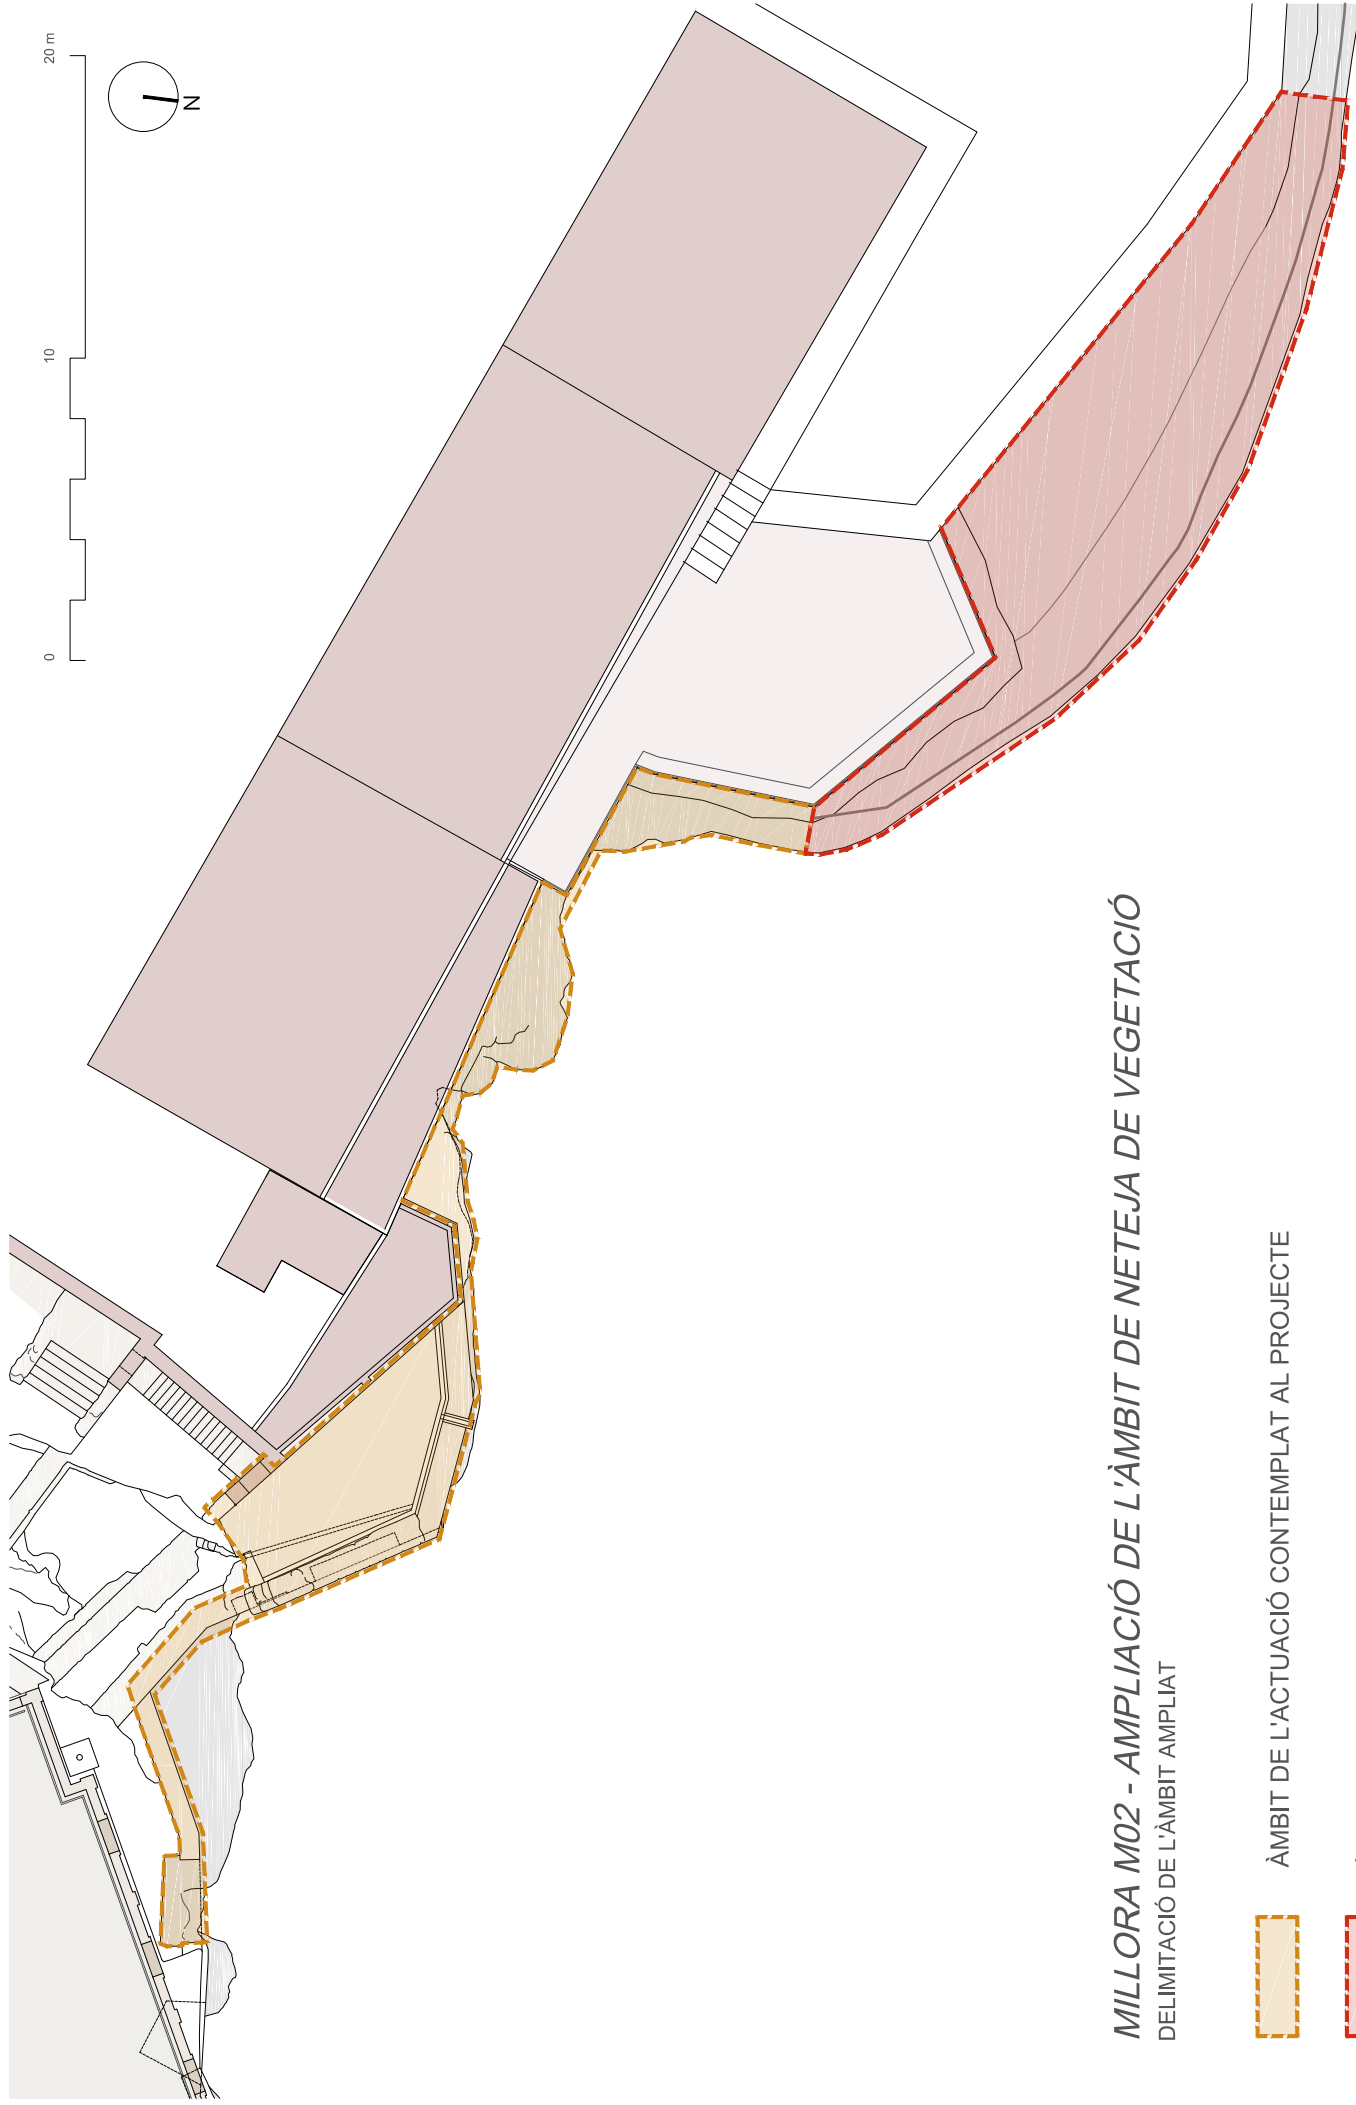 20 m
10
0
N
MILLORA M02 - AMPLIACIÓ DE L'ÀMBIT DE NETEJA DE VEGETACIÓ
DELIMITACIÓ DE L'ÀMBIT AMPLIAT
ÀMBIT DE L'ACTUACIÓ CONTEMPLAT AL PROJECTE